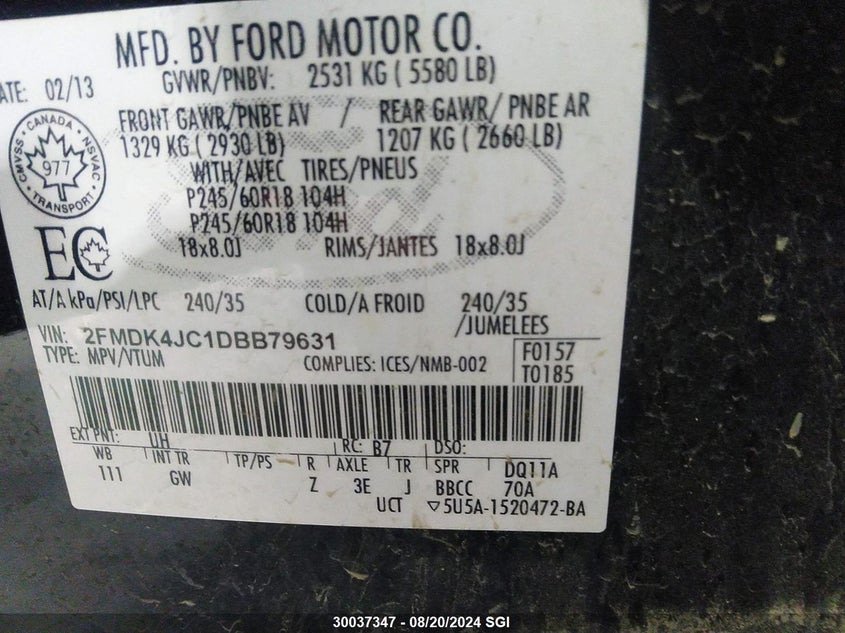 MFD. BY FORD MOTOR CO.
ATE: 02/13
GVWR/PNBV: 2531 KG ( 5580 LB)
FRONT GAWR/PNBE AV / REAR GAWR/ PNBE AR
1329 KG ( 2930 LB) 1207 KG ( 2660 LB)
WITH/AVEC TIRES/PNEUS
P245/60R18 104H
P245/60R18 104H
18x8.0J RIMS/JANTES 18x8.0J
CANADA
CMVSS NSVAC
977
TRANSPORT
EC
Ford
AT/A kPa/PSI/LPC 240/35 COLD/A FROID 240/35
/JUMELEES
VIN: 2FMDK4JC1DBB79631
TYPE: MPV/VTUM COMPLIES: ICES/NMB-002
F0157
T0185
EXT PNT: UH RC: B7 DSO:
WB INT TR TP/PS R AXLE TR SPR DQ11A
111 GW Z 3E J BBCC 70A
UCT ▽5U5A-1520472-BA
30037347 - 08/20/2024 SGI